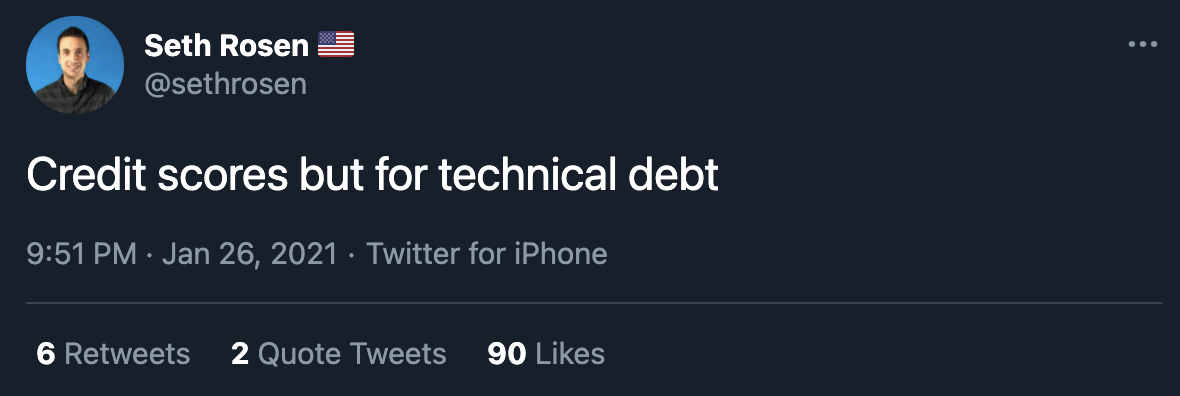 Seth Rosen 🇺🇸
@sethrosen
Credit scores but for technical debt
9:51 PM · Jan 26, 2021 · Twitter for iPhone
6 Retweets 2 Quote Tweets 90 Likes